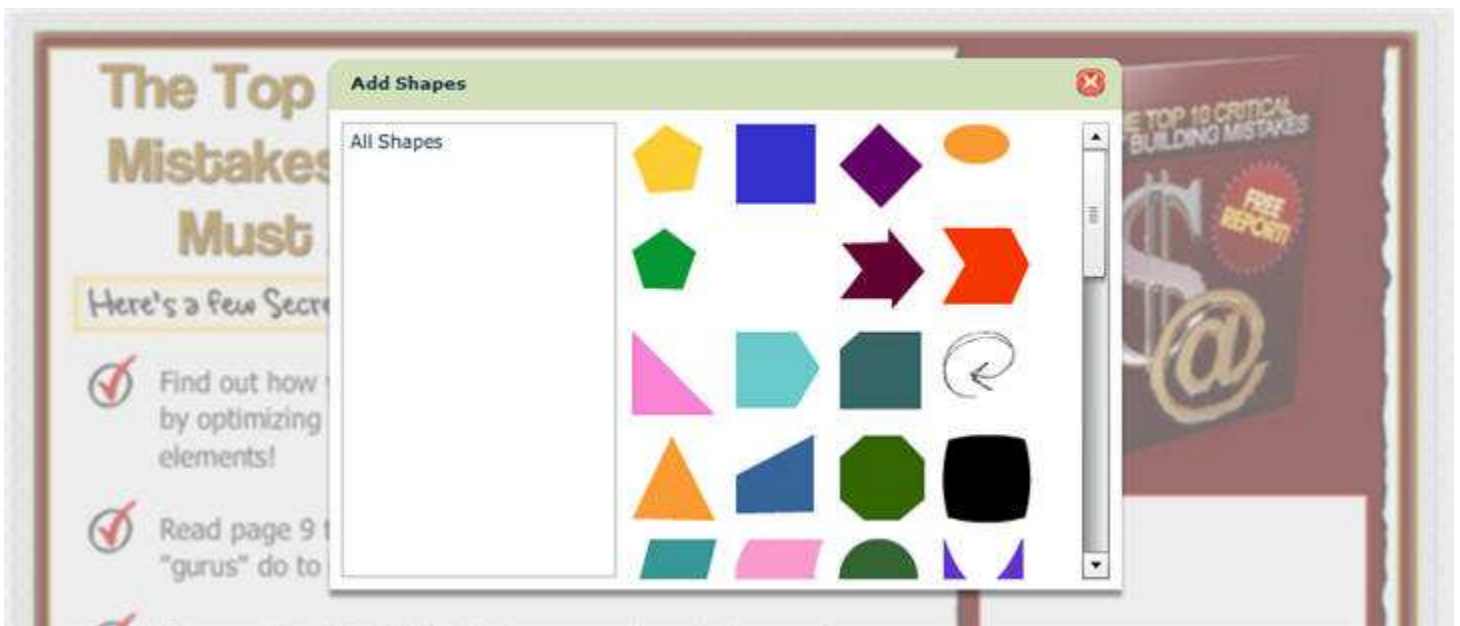 The Top
Mistakes
Must
Here's a few Secre
Find out how
by optimizing
elements!
Read page 9 t
"gurus" do to
Add Shapes
All Shapes
E TOP 10 CRITICAL
BUILDING MISTAKES
FREE
REPORT!
$
@